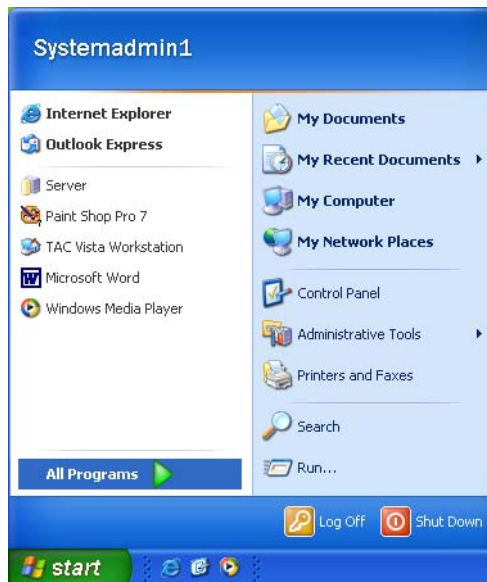 Systemadmin1
Internet Explorer
Outlook Express
Server
Paint Shop Pro 7
TAC Vista Workstation
Microsoft Word
Windows Media Player
All Programs
My Documents
My Recent Documents
My Computer
My Network Places
Control Panel
Administrative Tools
Printers and Faxes
Search
Run...
Log Off
Shut Down
start